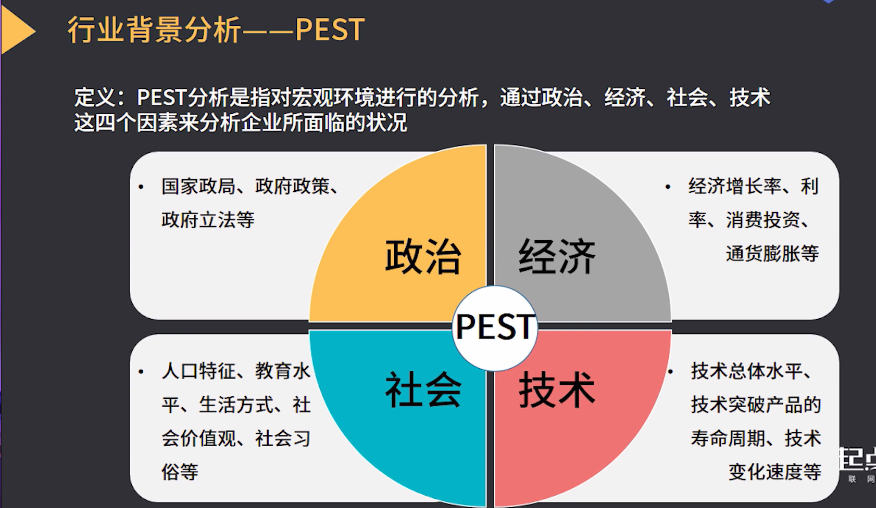 行业背景分析——PEST
定义：PEST分析是指对宏观环境进行的分析，通过政治、经济、社会、技术
这四个因素来分析企业所面临的状况
• 国家政局、政府政策、
政府立法等
• 经济增长率、利
率、消费投资、
通货膨胀等
政治
经济
PEST
社会
技术
• 人口特征、教育水
平、生活方式、社
会价值观、社会习
俗等
• 技术总体水平、
技术突破产品的
寿命周期、技术
变化速度等
起点
联 网